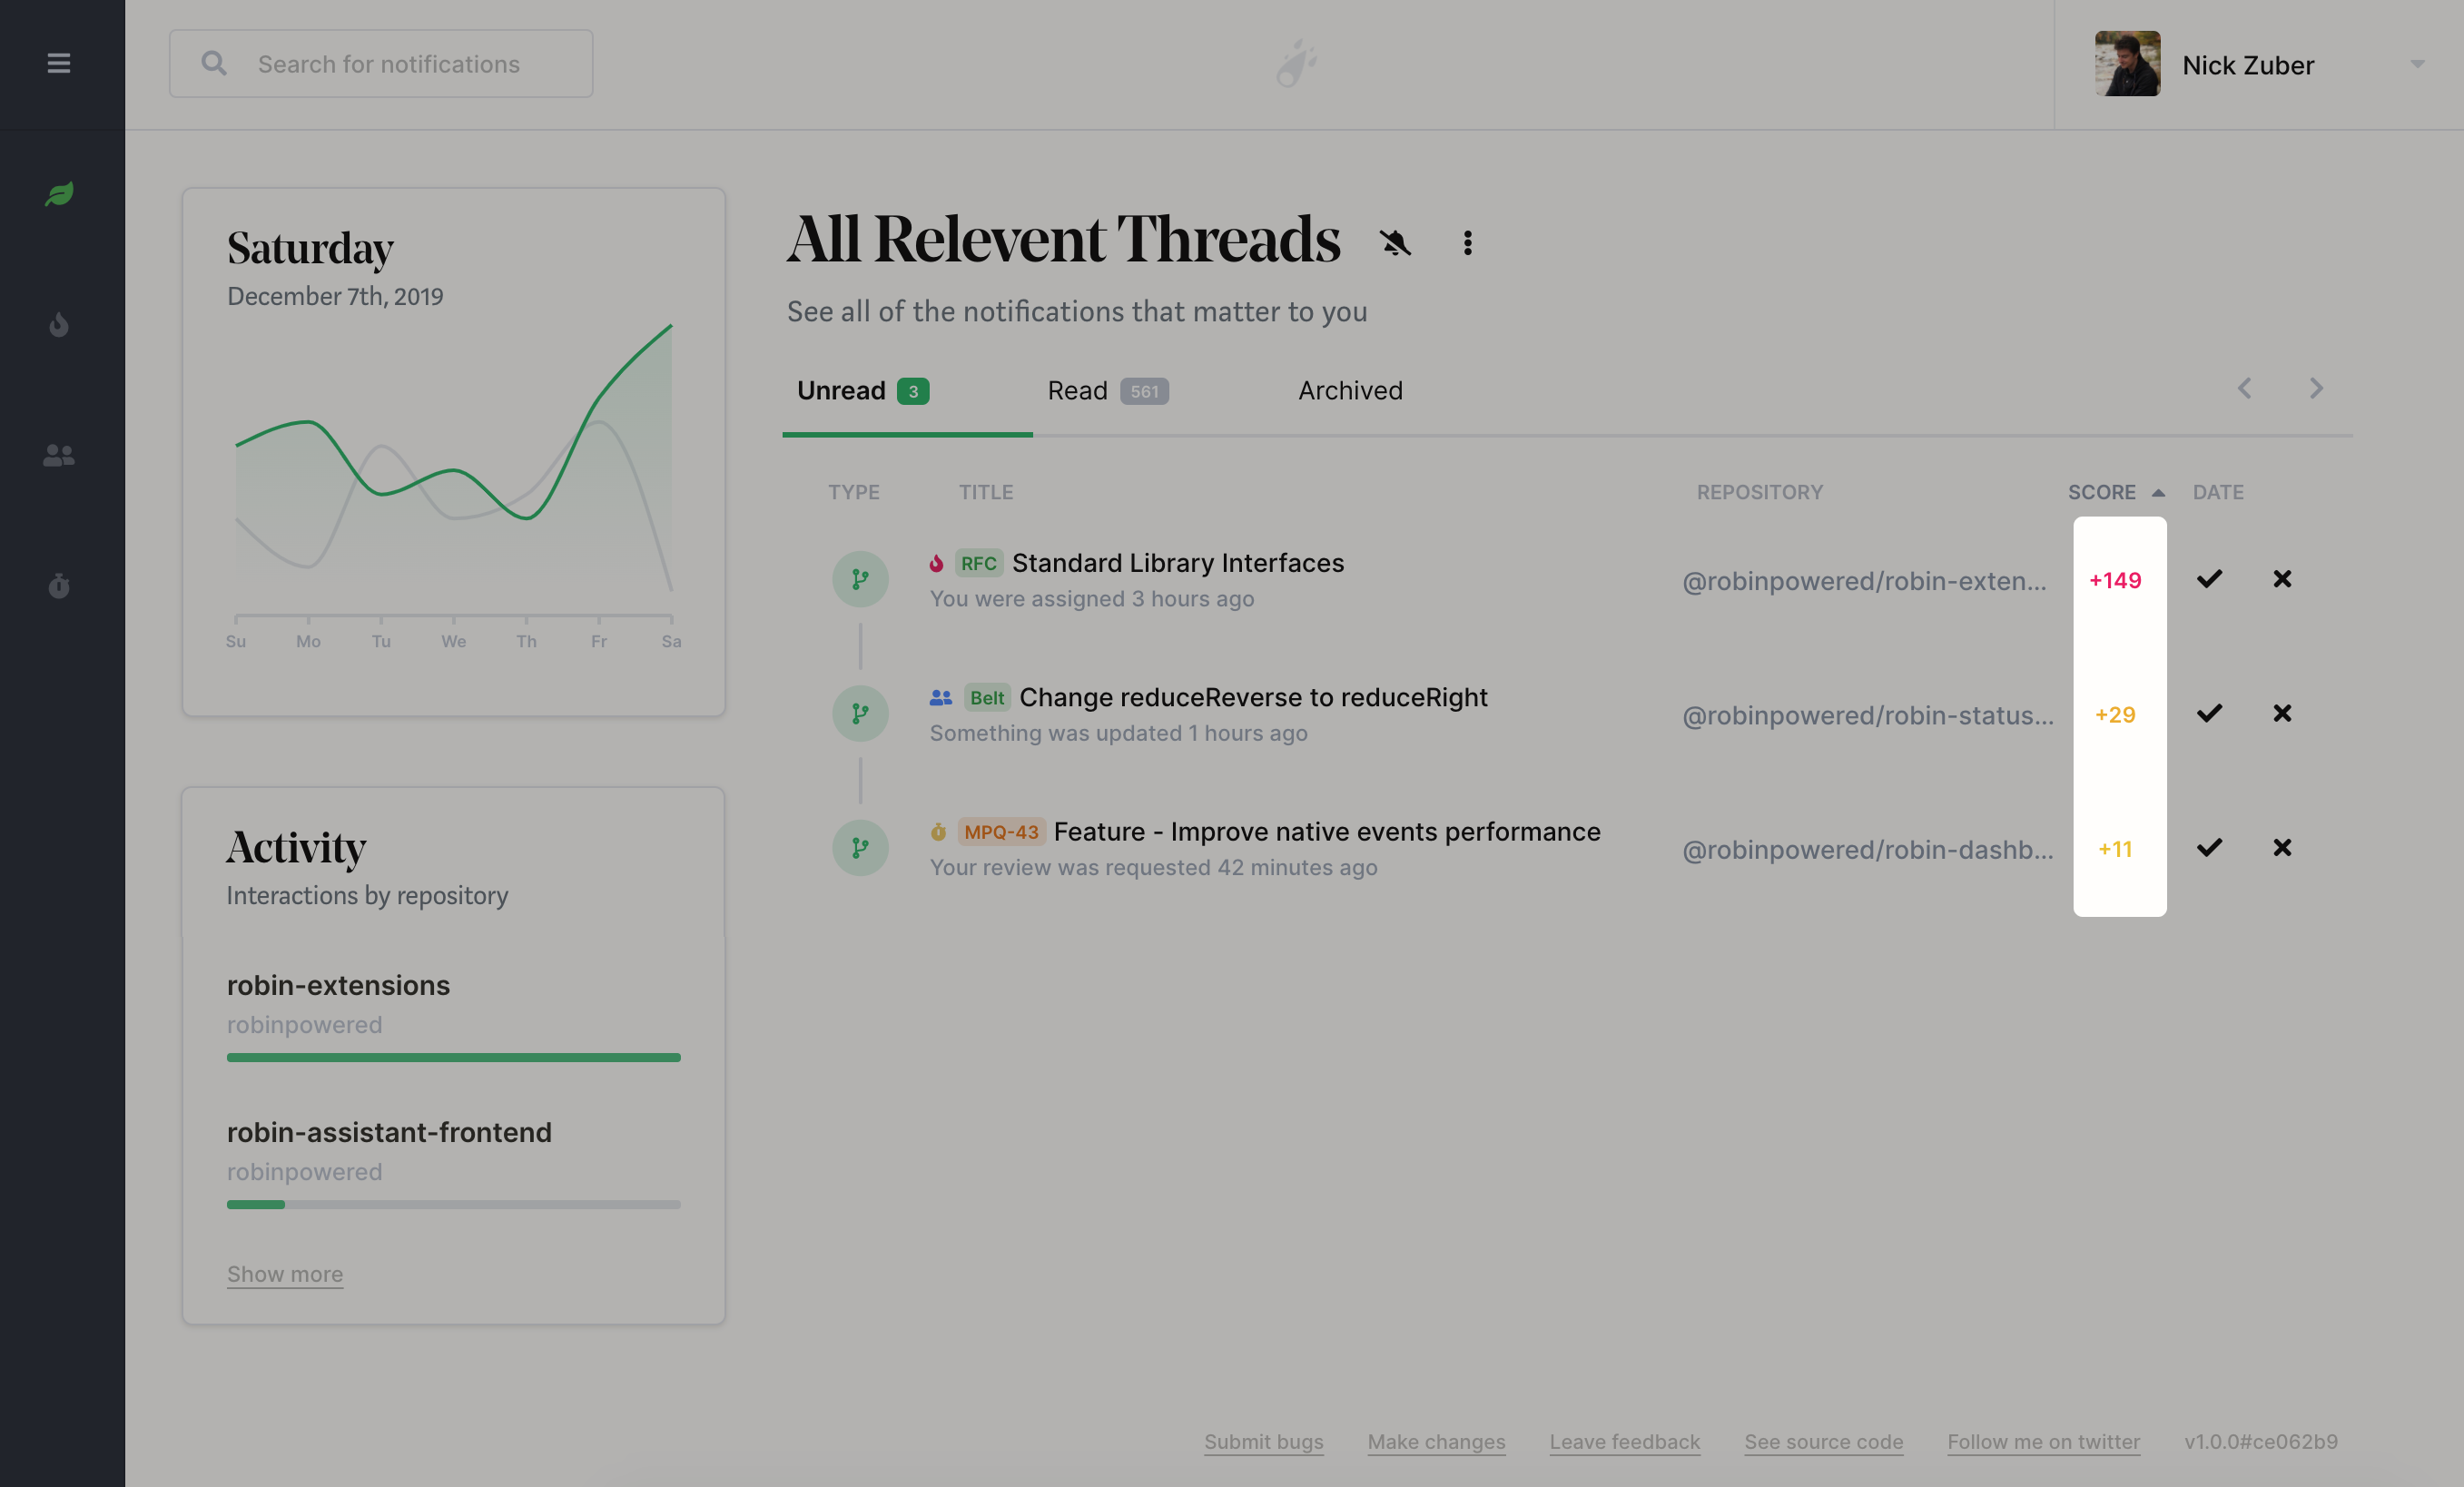 Search for notifications
Nick Zuber
Saturday
December 7th, 2019
Su Mo Tu We Th Fr Sa
Activity
Interactions by repository
robin-extensions
robinpowered
robin-assistant-frontend
robinpowered
Show more
All Relevent Threads
See all of the notifications that matter to you
Unread 3 Read 561 Archived
TYPE TITLE REPOSITORY SCORE DATE
RFC Standard Library Interfaces
You were assigned 3 hours ago
@robinpowered/robin-exten... +149
Belt Change reduceReverse to reduceRight
Something was updated 1 hours ago
@robinpowered/robin-status... +29
MPQ-43 Feature - Improve native events performance
Your review was requested 42 minutes ago
@robinpowered/robin-dashb... +11
Submit bugs Make changes Leave feedback See source code Follow me on twitter v1.0.0#ce062b9